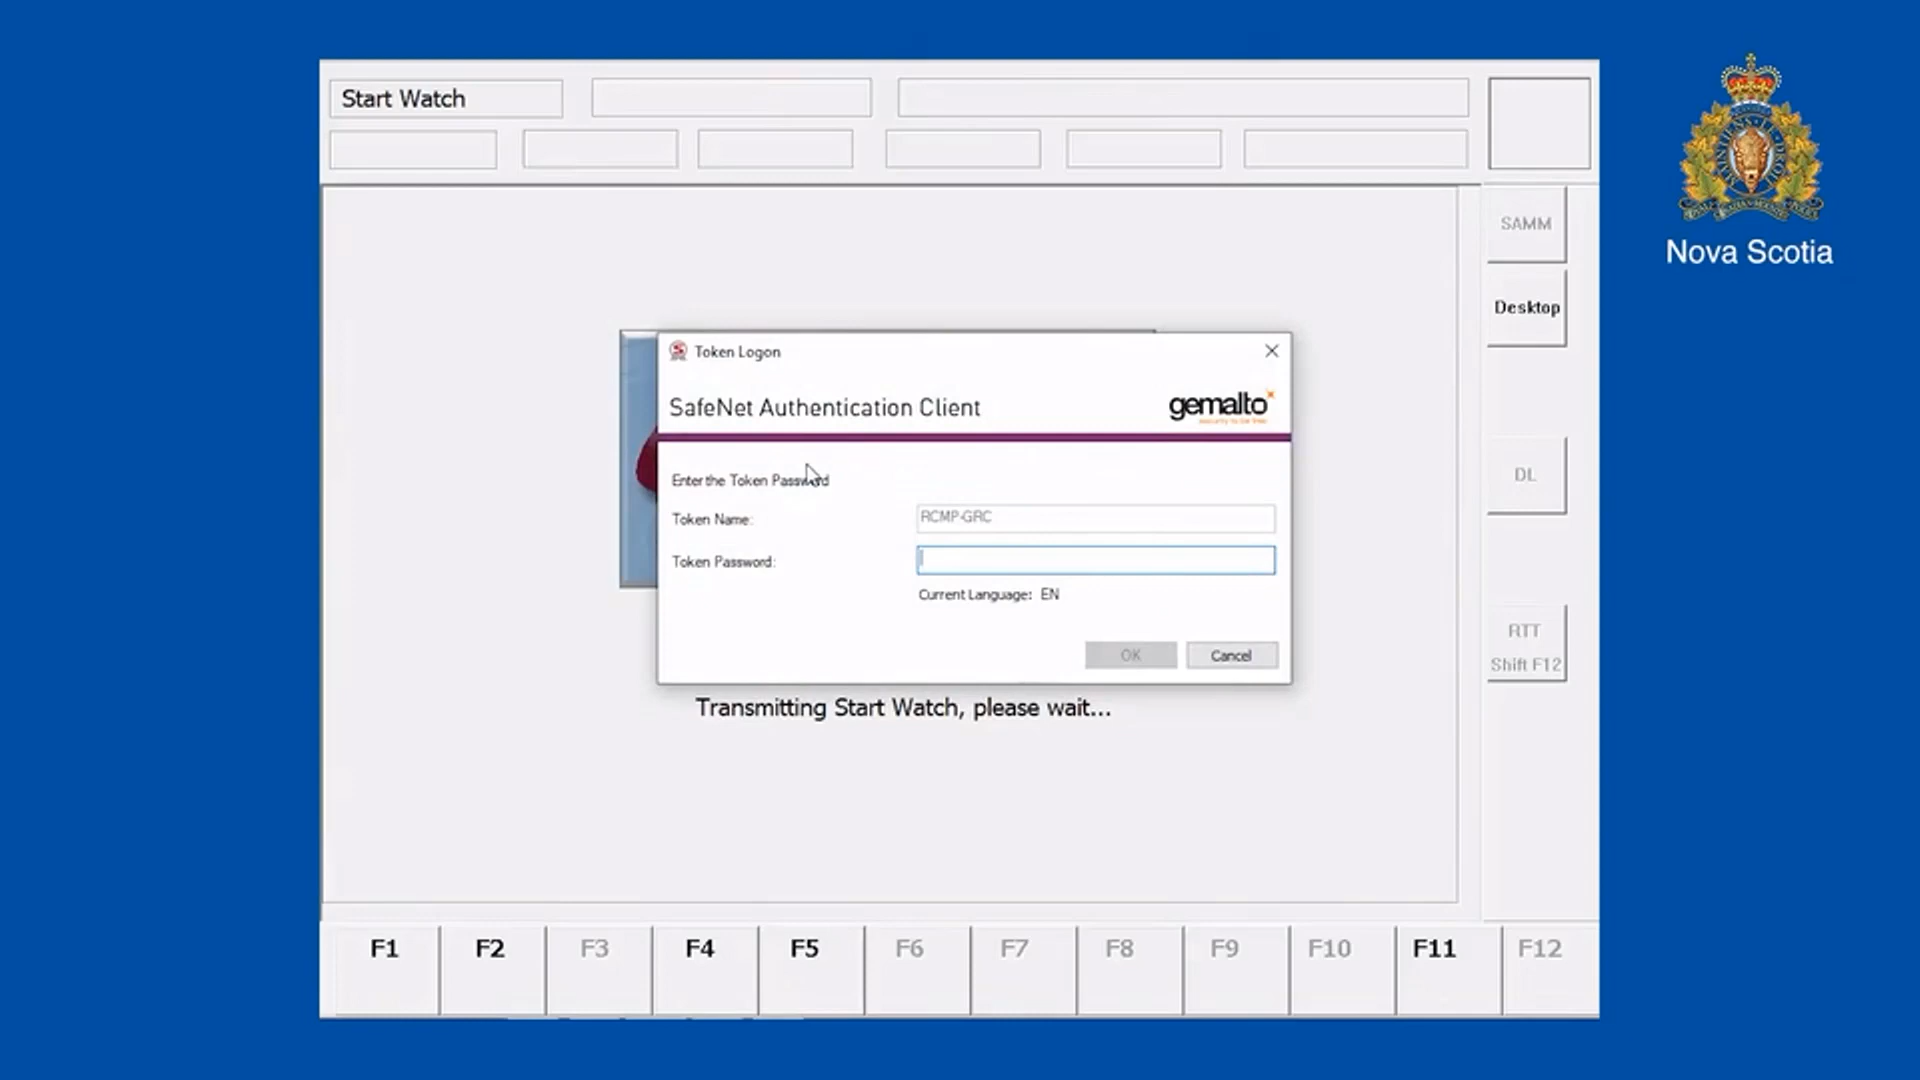 Start Watch
SAMM
Desktop
Nova Scotia
Token Logon
SafeNet Authentication Client
gemalto
Enter the Token Password
Token Name:
RCMP-GRC
Token Password:
Current Language: EN
DL
OK
Cancel
RTT
Shift F12
Transmitting Start Watch, please wait...
F1
F2
F3
F4
F5
F6
F7
F8
F9
F10
F11
F12